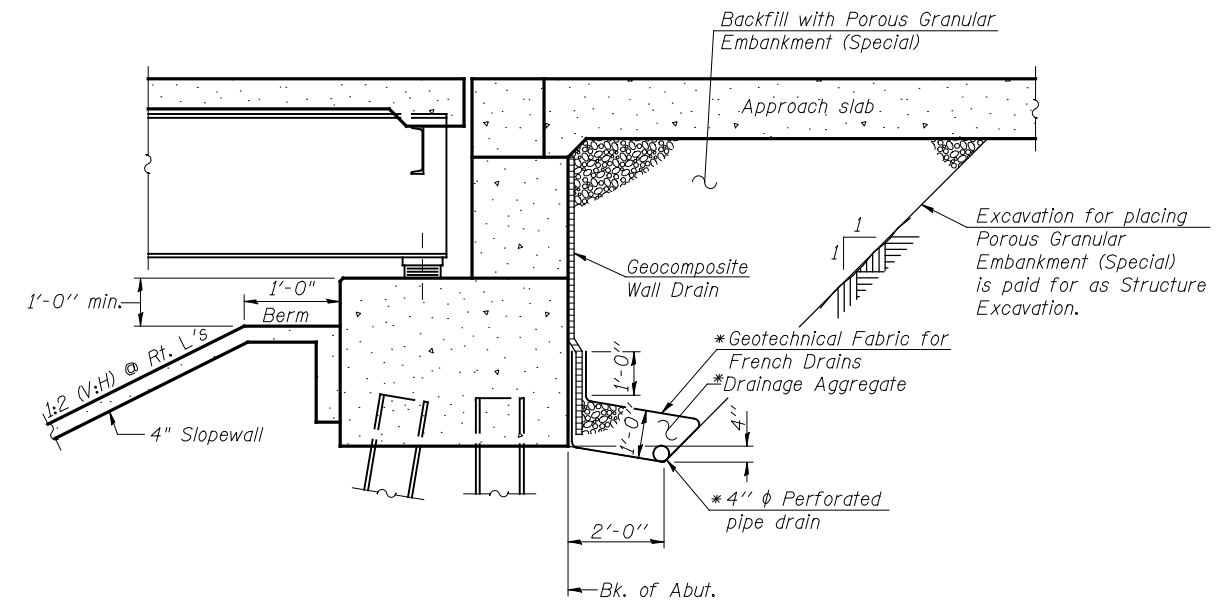 Backfill with Porous Granular
Embankment (Special)
Approach slab
1
1
Excavation for placing
Porous Granular
Embankment (Special)
is paid for as Structure
Excavation.
Geocomposite
Wall Drain
1'-0" min.
1'-0"
Berm
1:2 (V:H) @ Rt. L's
4" Slopewall
1'-0"
*Geotechnical Fabric for
French Drains
*Drainage Aggregate
1'-0"
4"
*4" ϕ Perforated
pipe drain
2'-0"
Bk. of Abut.